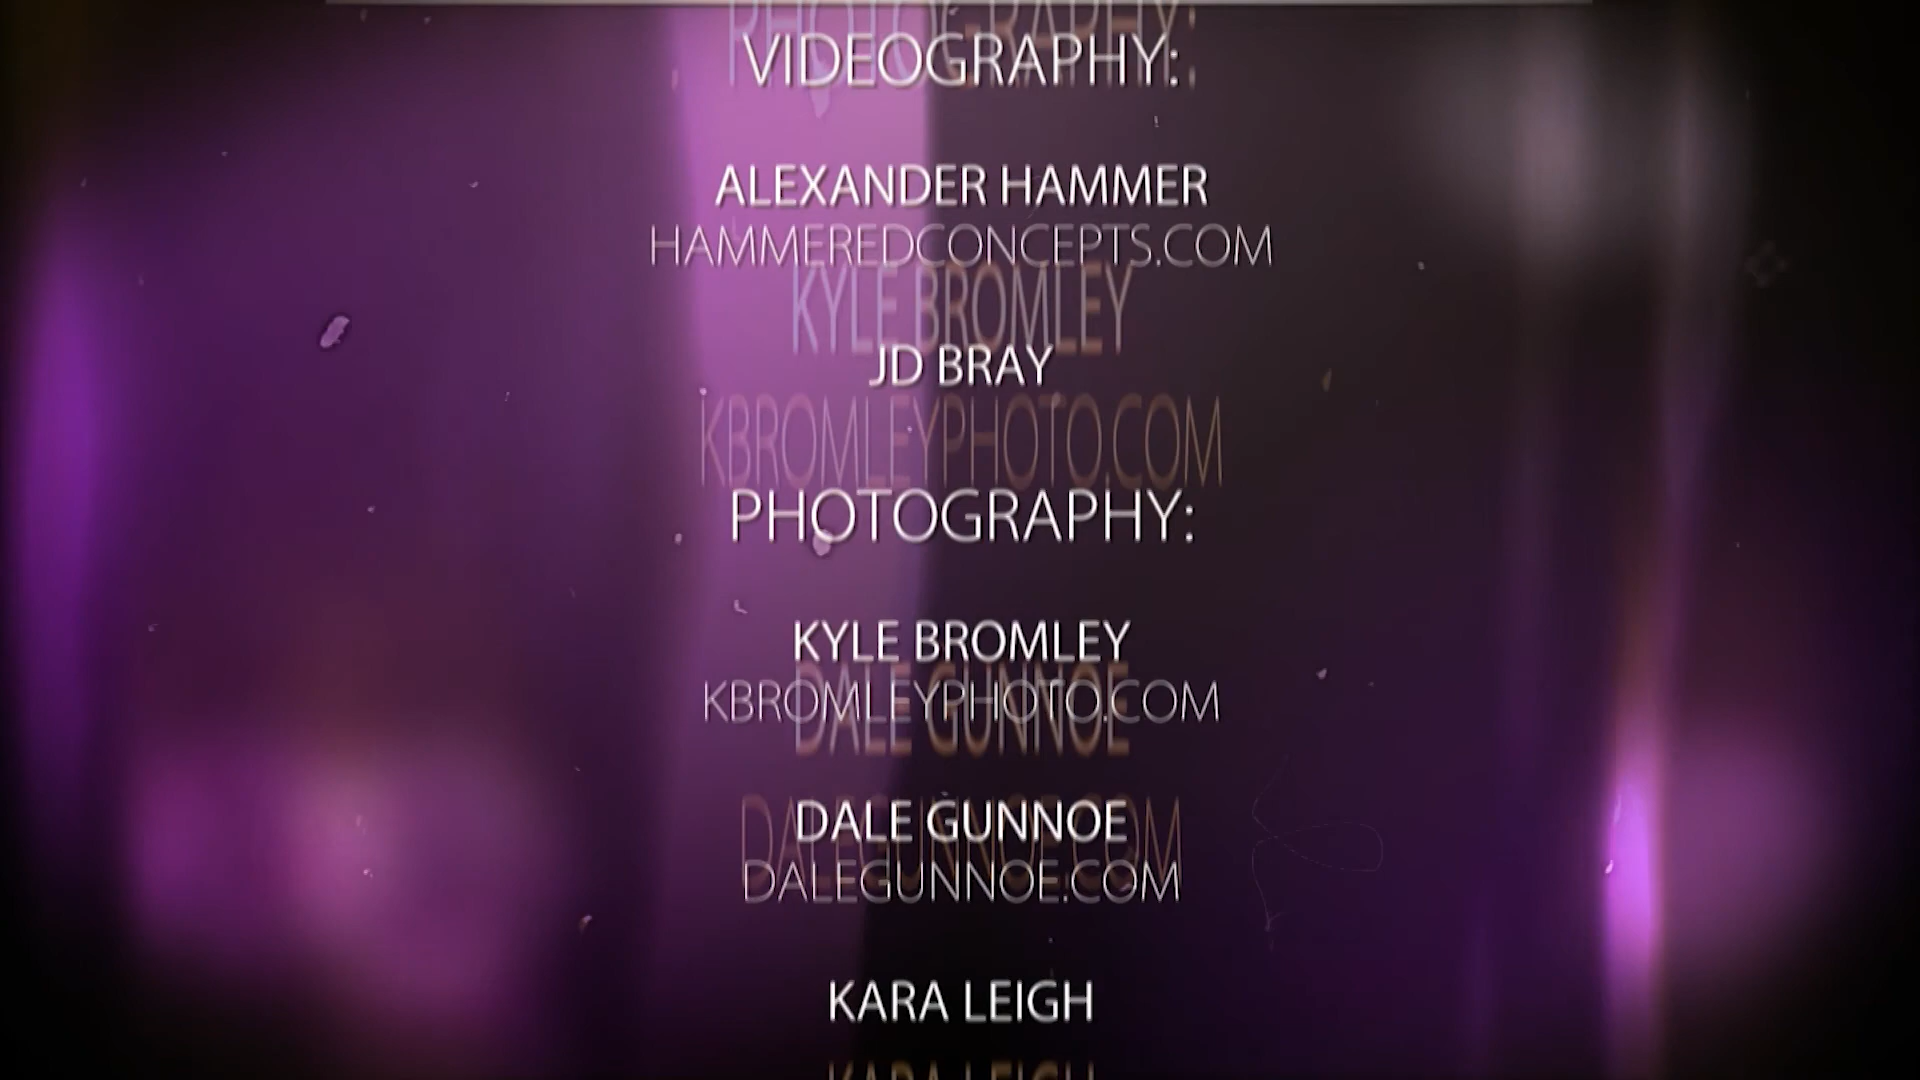 VIDEOGRAPHY:
ALEXANDER HAMMER
HAMMEREDCONCEPTS.COM
JD BRAY
PHOTOGRAPHY:
KYLE BROMLEY
KBROMLEYPHOTO.COM
DALE GUNNOE
DALEGUNNOE.COM
KARA LEIGH